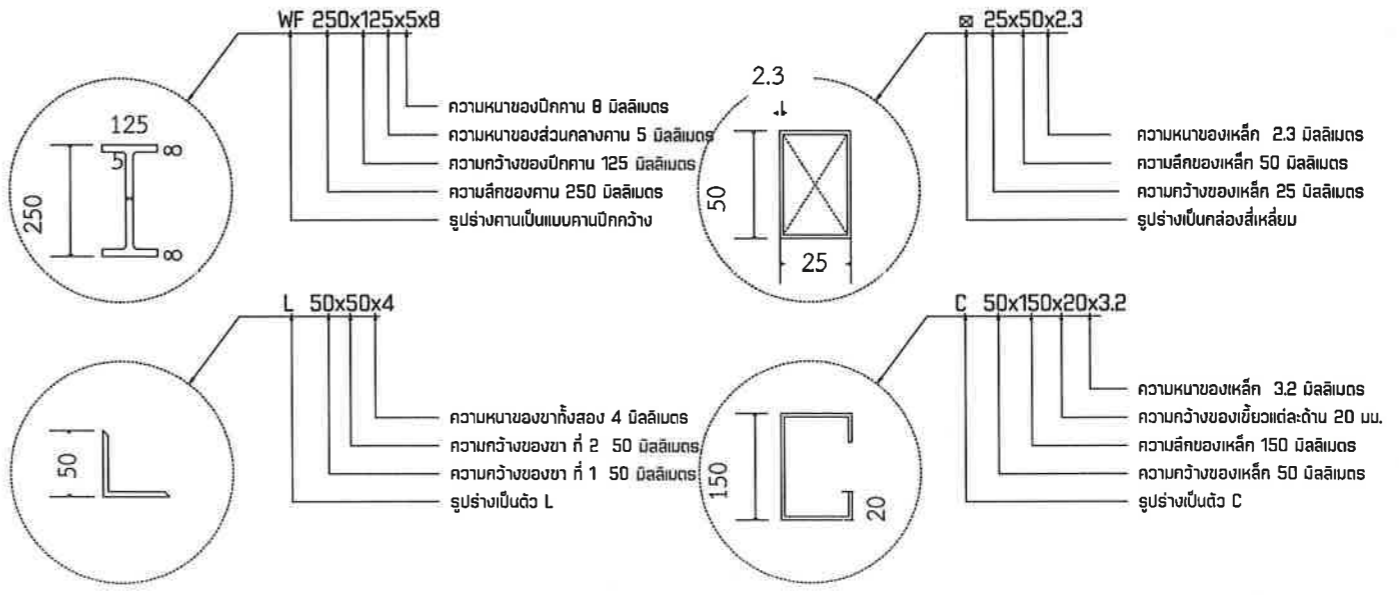 WF 250x125x5x8
125
5
8
250
8
ความหนาของปีกคาน 8 มิลลิเมตร
ความหนาของส่วนกลางคาน 5 มิลลิเมตร
ความกว้างของปีกคาน 125 มิลลิเมตร
ความลึกของคาน 250 มิลลิเมตร
รูปร่างคานเป็นแบบคานปีกกว้าง
⊠ 25x50x2.3
2.3
50
25
ความหนาของเหล็ก 2.3 มิลลิเมตร
ความลึกของเหล็ก 50 มิลลิเมตร
ความกว้างของเหล็ก 25 มิลลิเมตร
รูปร่างเป็นกล่องสี่เหลี่ยม
L 50x50x4
50
ความหนาของขาทั้งสอง 4 มิลลิเมตร
ความกว้างของขา ที่ 2 50 มิลลิเมตร
ความกว้างของขา ที่ 1 50 มิลลิเมตร
รูปร่างเป็นตัว L
C 50x150x20x3.2
150
20
ความหนาของเหล็ก 3.2 มิลลิเมตร
ความกว้างของเขี้ยวแต่ละด้าน 20 มม.
ความลึกของเหล็ก 150 มิลลิเมตร
ความกว้างของเหล็ก 50 มิลลิเมตร
รูปร่างเป็นตัว C